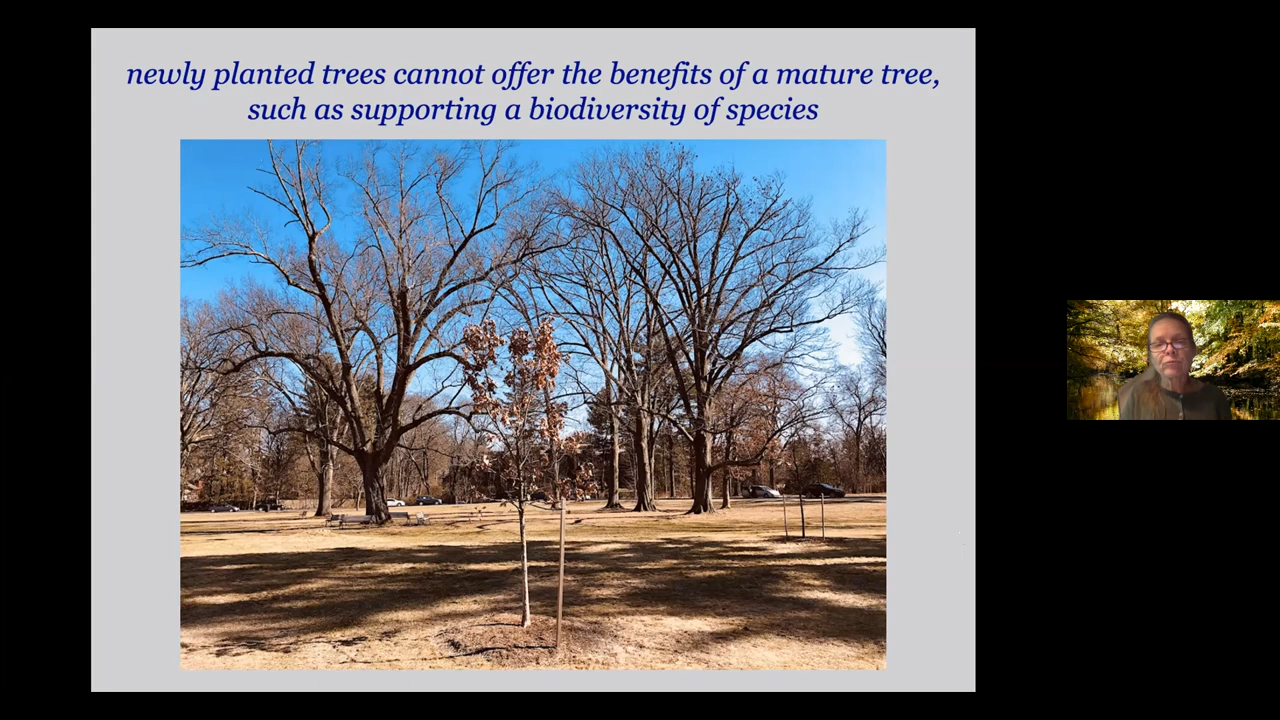 newly planted trees cannot offer the benefits of a mature tree,
such as supporting a biodiversity of species